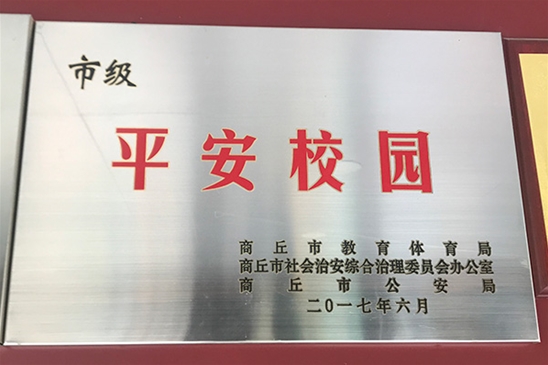 市级
平安校园
商丘市教育体育局
商丘市社会治安综合治理委员会办公室
商丘市公安局
二〇一七年六月